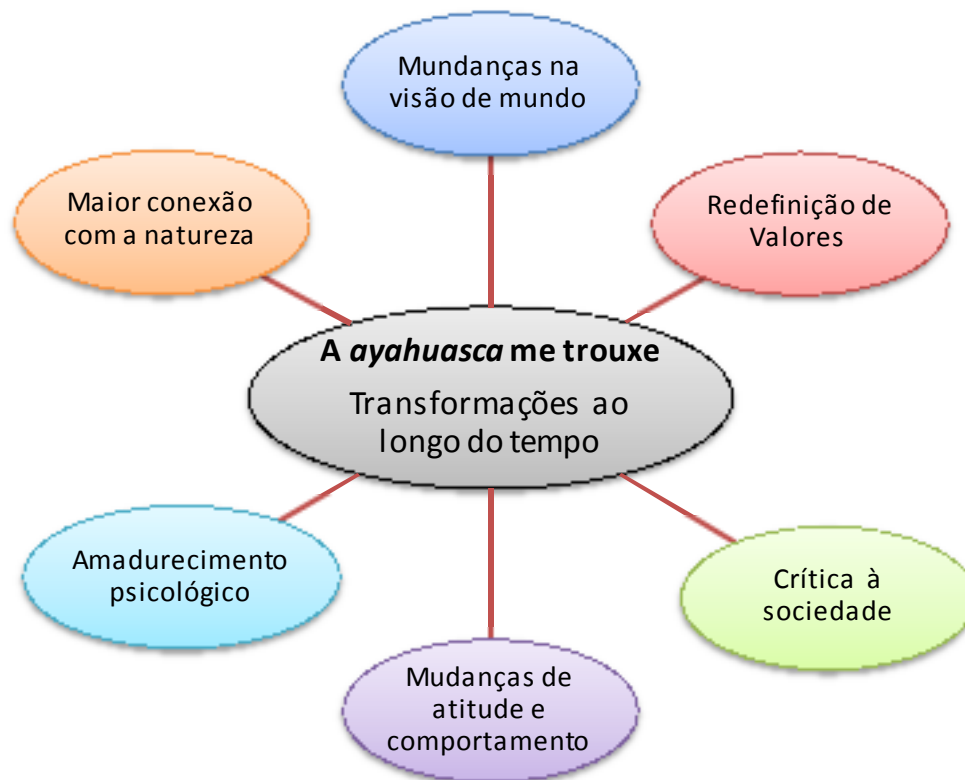 Mundanças na
visão de mundo
Maior conexão
com a natureza
Redefinição de
Valores
A ayahuasca me trouxe
Transformações ao
longo do tempo
Amadurecimento
psicológico
Crítica à
sociedade
Mudanças de
atitude e
comportamento